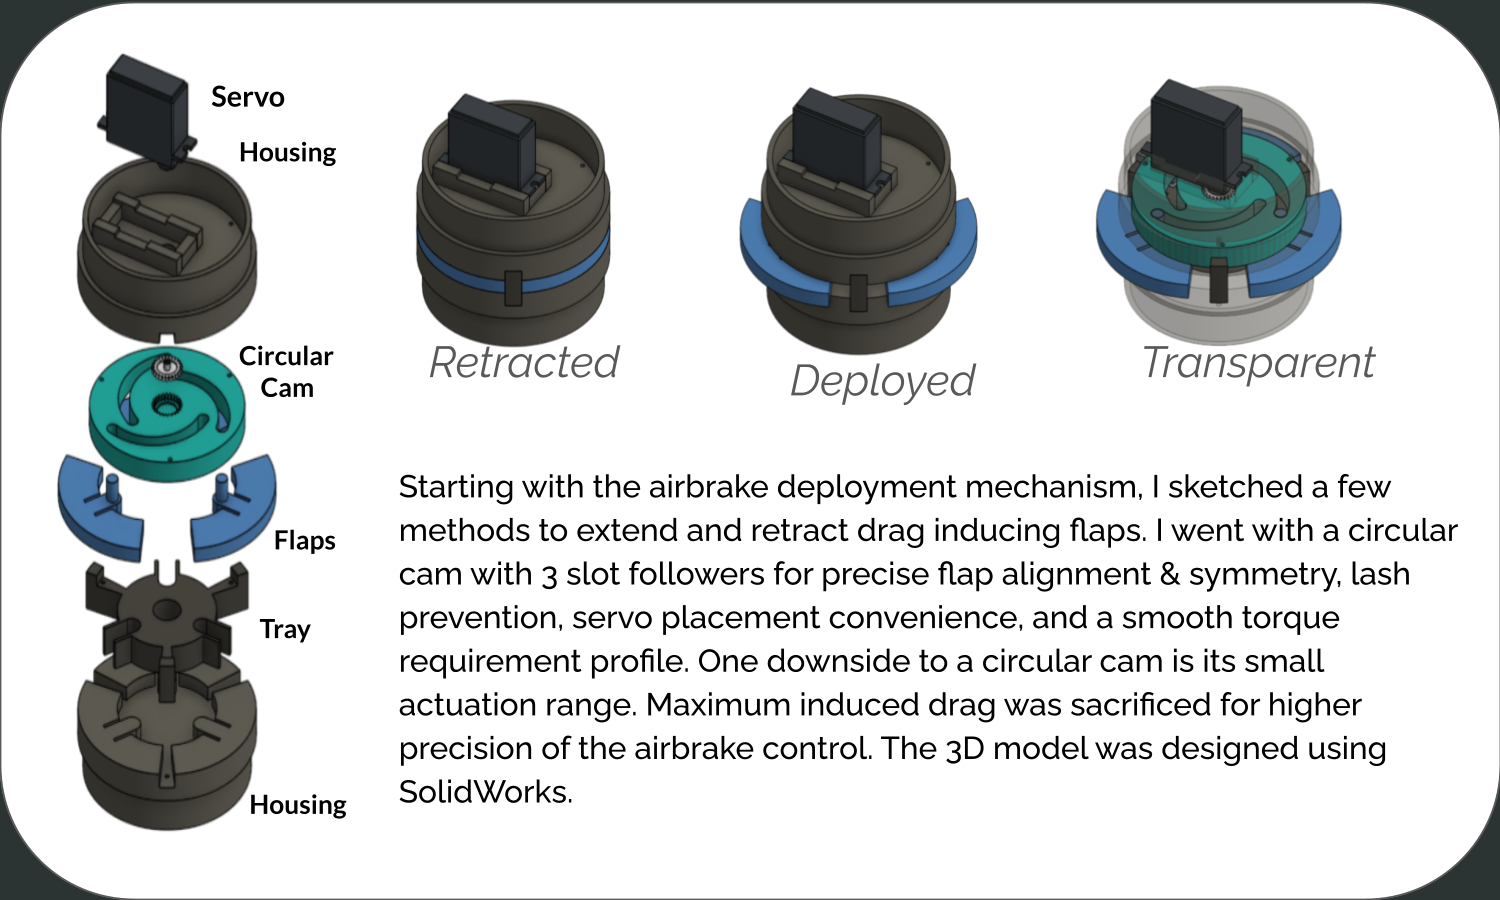 Servo
Housing
Circular
Cam
Flaps
Tray
Housing
Retracted
Deployed
Transparent
Starting with the airbrake deployment mechanism, I sketched a few
methods to extend and retract drag inducing flaps. I went with a circular
cam with 3 slot followers for precise flap alignment & symmetry, lash
prevention, servo placement convenience, and a smooth torque
requirement profile. One downside to a circular cam is its small
actuation range. Maximum induced drag was sacrificed for higher
precision of the airbrake control. The 3D model was designed using
SolidWorks.